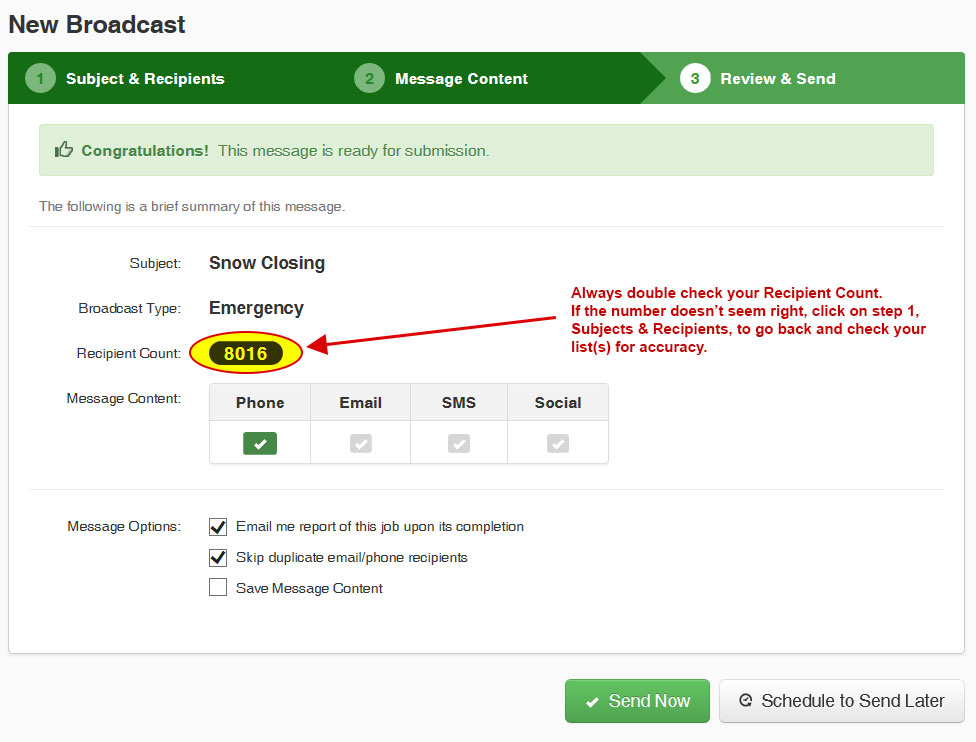 New Broadcast
1 Subject & Recipients 2 Message Content 3 Review & Send
Congratulations! This message is ready for submission.
The following is a brief summary of this message.
Subject: Snow Closing
Broadcast Type: Emergency
Always double check your Recipient Count.
If the number doesn’t seem right, click on step 1,
Subjects & Recipients, to go back and check your
list(s) for accuracy.
Recipient Count: 8016
Message Content:
Phone Email SMS Social
Message Options:
Email me report of this job upon its completion
Skip duplicate email/phone recipients
Save Message Content
Send Now Schedule to Send Later